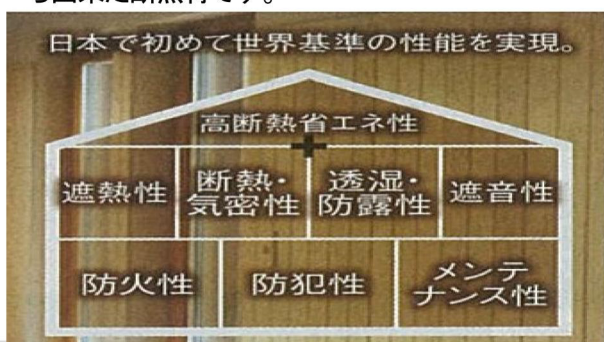 日本で初めて世界基準の性能を実現。
高断熱省エネ性
遮熱性
断熱・
気密性
透湿・
防露性
遮音性
防火性
防犯性
メンテ
ナンス性